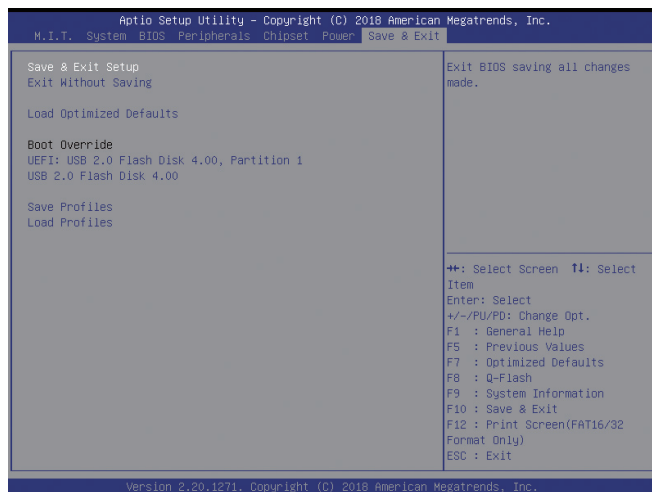 Aptio Setup Utility – Copyright (C) 2018 American Megatrends, Inc.
M.I.T. System BIOS Peripherals Chipset Power Save & Exit
Save & Exit Setup
Exit Without Saving
Load Optimized Defaults
Boot Override
UEFI: USB 2.0 Flash Disk 4.00, Partition 1
USB 2.0 Flash Disk 4.00
Save Profiles
Load Profiles
Exit BIOS saving all changes
made.
→←: Select Screen ↑↓: Select
Item
Enter: Select
+/-/PU/PD: Change Opt.
F1 : General Help
F5 : Previous Values
F7 : Optimized Defaults
F8 : Q-Flash
F9 : System Information
F10 : Save & Exit
F12 : Print Screen(FAT16/32
Format Only)
ESC : Exit
Version 2.20.1271. Copyright (C) 2018 American Megatrends, Inc.